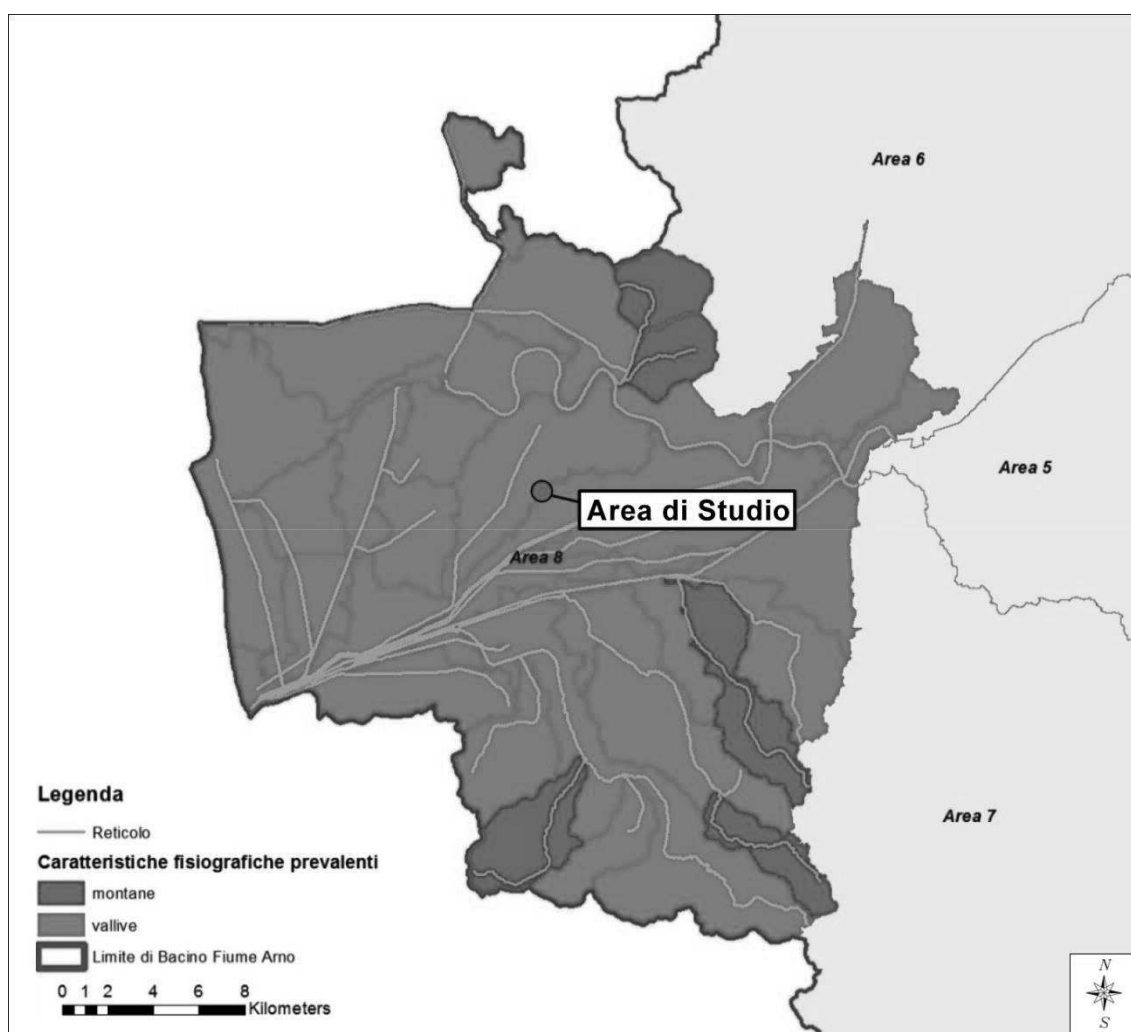 Area 6
Area 5
Area di Studio
Area 8
Area 7
Legenda
Reticolo
Caratteristiche fisiografiche prevalenti
montane
vallive
Limite di Bacino Fiume Arno
0 1 2 4 6 8
Kilometers
N
S